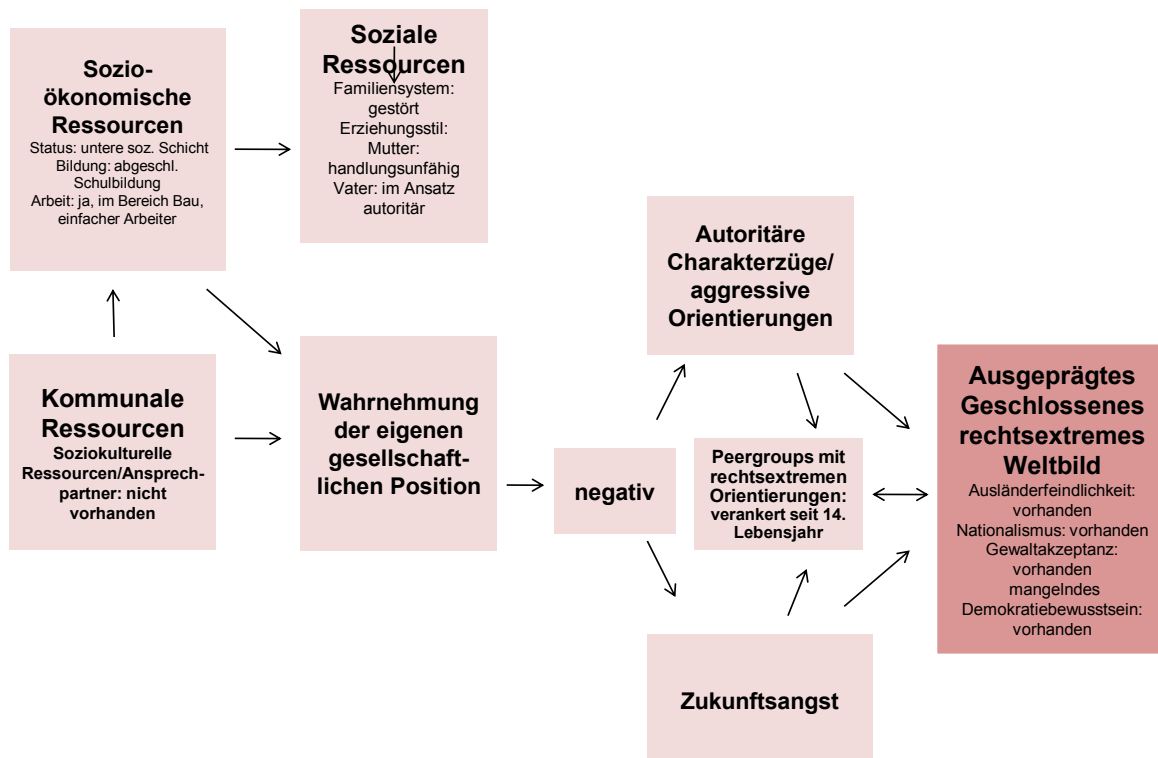 Sozio-
ökonomische
Ressourcen
Status: untere soz. Schicht
Bildung: abgeschl.
Schulbildung
Arbeit: ja, im Bereich Bau,
einfacher Arbeiter
Soziale
Ressourcen
Familiensystem:
gestört
Erziehungsstil:
Mutter:
handlungsunfähig
Vater: im Ansatz
autoritär
Kommunale
Ressourcen
Soziokulturelle
Ressourcen/Ansprech-
partner: nicht
vorhanden
Wahrnehmung
der eigenen
gesellschaft-
lichen Position
negativ
Autoritäre
Charakterzüge/
aggressive
Orientierungen
Peergroups mit
rechtsextremen
Orientierungen:
verankert seit 14.
Lebensjahr
Zukunftsangst
Ausgeprägtes
Geschlossenes
rechtsextremes
Weltbild
Ausländerfeindlichkeit:
vorhanden
Nationalismus: vorhanden
Gewaltakzeptanz:
vorhanden
mangelndes
Demokratiebewusstsein:
vorhanden